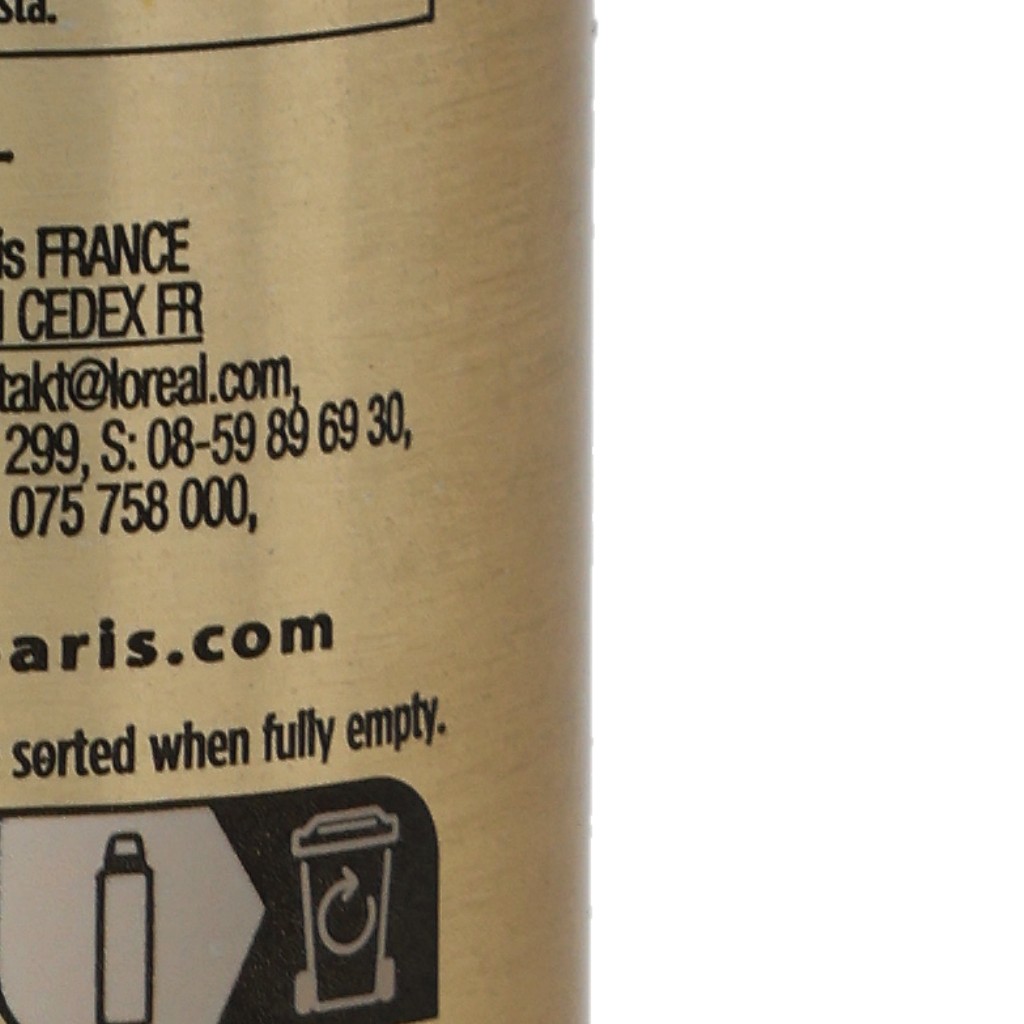 sta.
is FRANCE
CEDEX FR
takt@loreal.com,
299, S: 08-59 89 69 30,
075 758 000,
aris.com
sorted when fully empty.